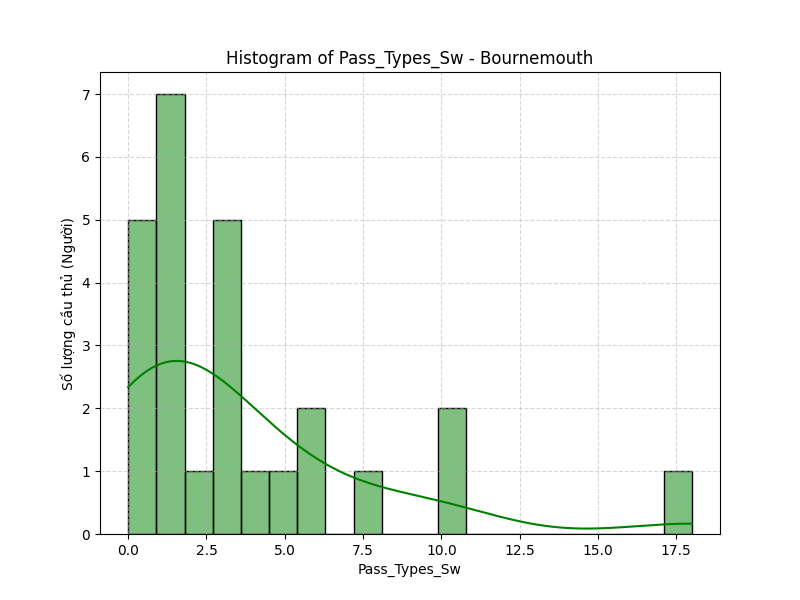 Histogram of Pass_Types_Sw - Bournemouth
Số lượng cầu thủ (Người)
7
6
5
4
3
2
1
0
0.0 2.5 5.0 7.5 10.0 12.5 15.0 17.5
Pass_Types_Sw